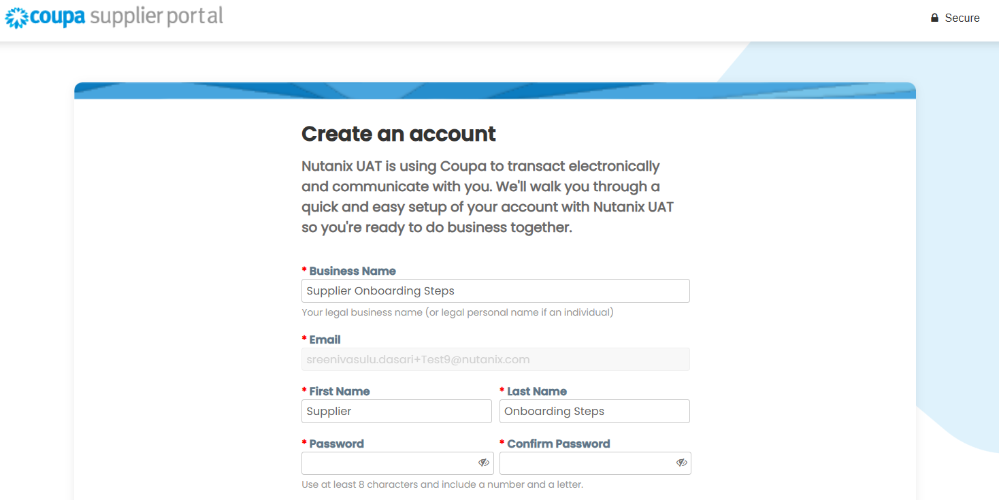 coupa supplier portal
Secure
Create an account
Nutanix UAT is using Coupa to transact electronically
and communicate with you. We'll walk you through a
quick and easy setup of your account with Nutanix UAT
so you're ready to do business together.
* Business Name
Supplier Onboarding Steps
Your legal business name (or legal personal name if an individual)
* Email
sreenivasulu.dasari+Test9@nutanix.com
* First Name * Last Name
Supplier Onboarding Steps
* Password * Confirm Password
Use at least 8 characters and include a number and a letter.